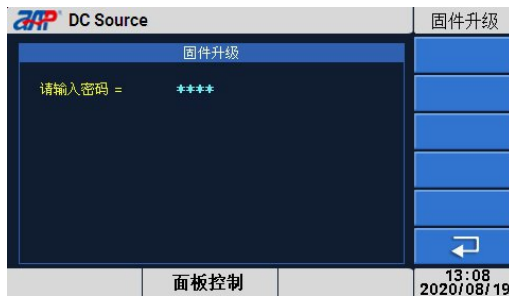 AAP DC Source
固件升级
固件升级
请输入密码 = ****
面板控制
13:08
2020/08/19